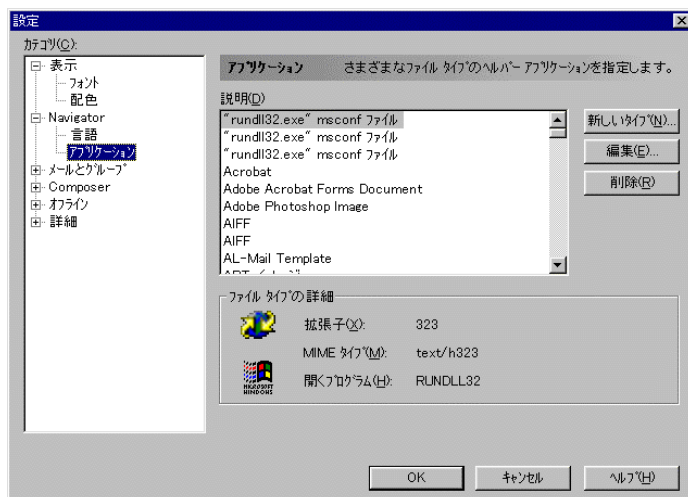 設定
ｶﾃｺﾞﾘ(C):
表示
ﾌｫﾝﾄ
配色
Navigator
言語
ｱﾌﾟﾘｹｰｼｮﾝ
ﾒｰﾙとｸﾞﾙｰﾌﾟ
Composer
ｵﾌﾗｲﾝ
詳細
ｱﾌﾟﾘｹｰｼｮﾝ さまざまなﾌｧｲﾙ ﾀｲﾌﾟのﾍﾙﾊﾟｰ ｱﾌﾟﾘｹｰｼｮﾝを指定します。
説明(D)
"rundll32.exe" msconf ﾌｧｲﾙ
"rundll32.exe" msconf ﾌｧｲﾙ
"rundll32.exe" msconf ﾌｧｲﾙ
Acrobat
Adobe Acrobat Forms Document
Adobe Photoshop Image
AIFF
AIFF
AL-Mail Template
新しいﾀｲﾌﾟ(N)...
編集(E)...
削除(R)
ﾌｧｲﾙ ﾀｲﾌﾟの詳細
拡張子(X): 323
MIME ﾀｲﾌﾟ(M): text/h323
開くﾌﾟﾛｸﾞﾗﾑ(H): RUNDLL32
MICROSOFT
WINDOWS
OK ｷｬﾝｾﾙ ﾍﾙﾌﾟ(H)